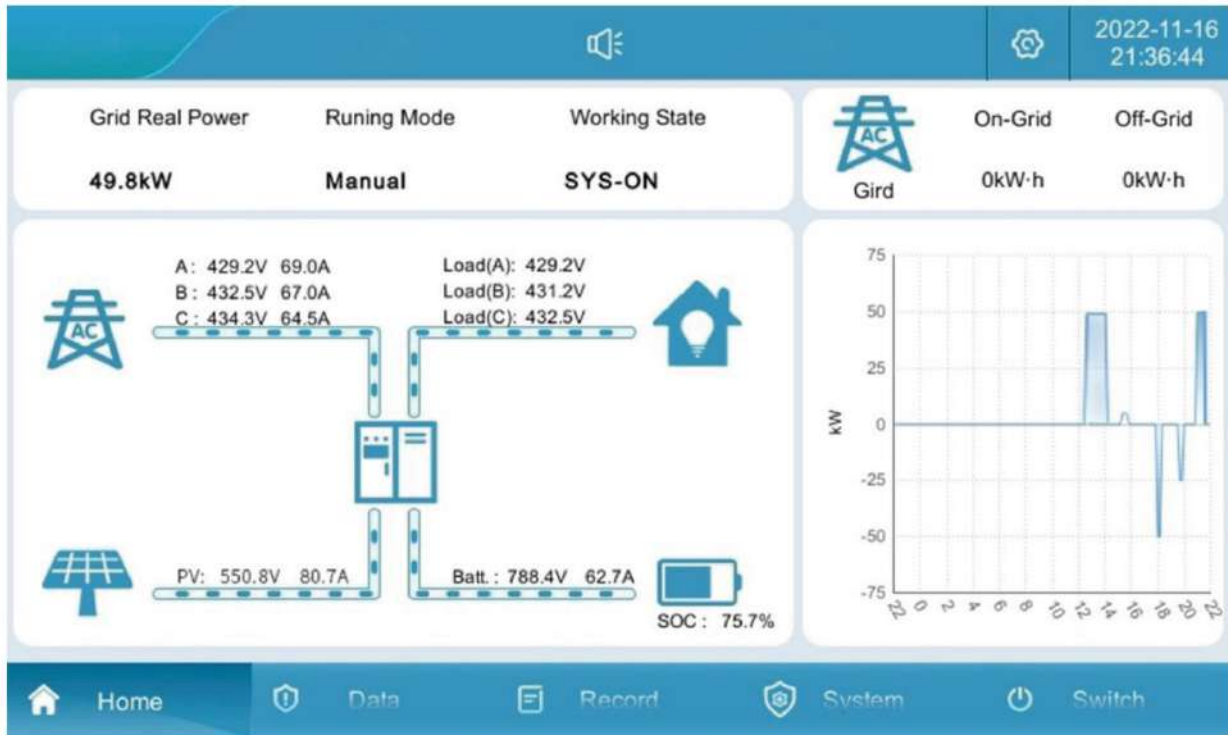 2022-11-16
21:36:44
Grid Real Power Runing Mode Working State
49.8kW Manual SYS-ON
AC
Gird
On-Grid Off-Grid
0kW·h 0kW·h
A: 429.2V 69.0A
B: 432.5V 67.0A
C: 434.3V 64.5A
AC
Load(A): 429.2V
Load(B): 431.2V
Load(C): 432.5V
PV: 550.8V 80.7A
Batt.: 788.4V 62.7A
SOC: 75.7%
75
50
25
0
-25
-50
-75
kW
22 0 2 4 6 8 10 12 14 16 18 20 22
Home Data Record System Switch